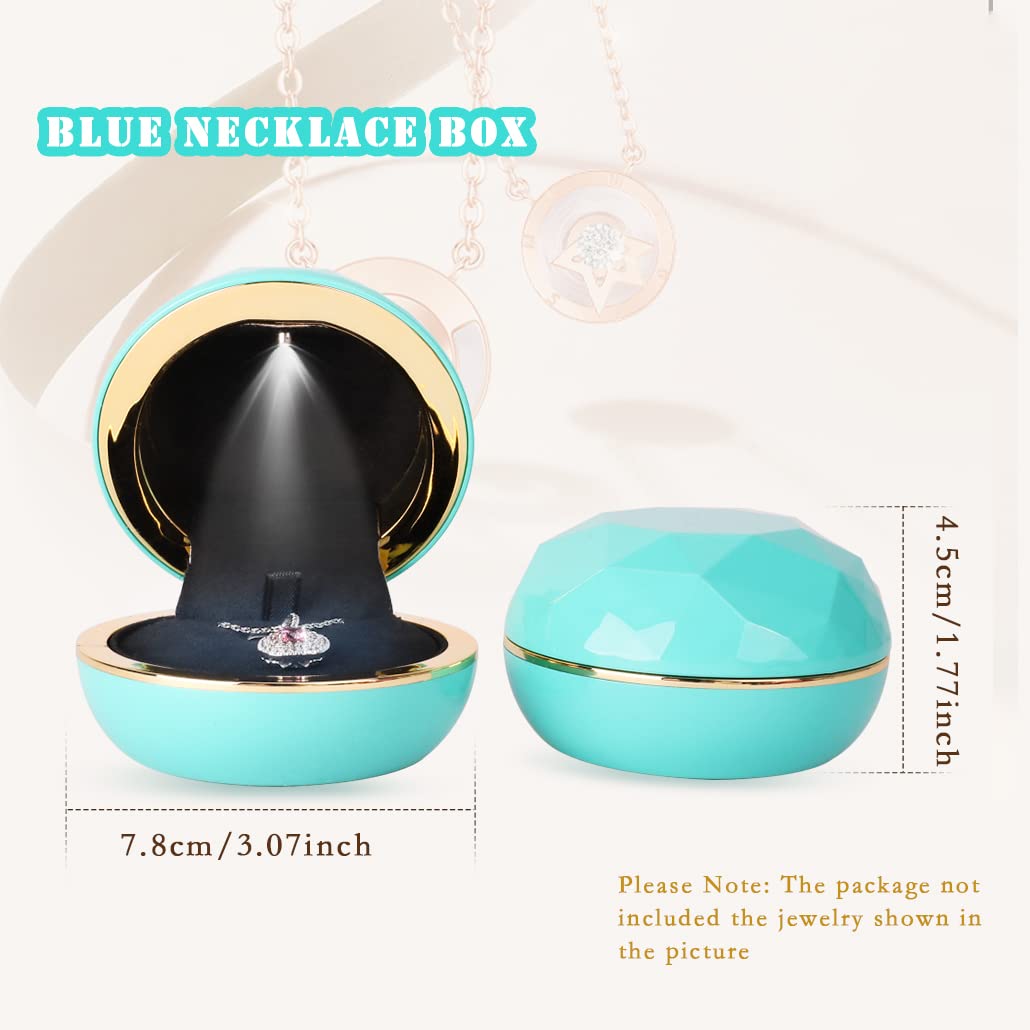 BLUE NECKLACE BOX
4.5cm/1.77inch
7.8cm/3.07inch
Please Note: The package not
included the jewelry shown in
the picture